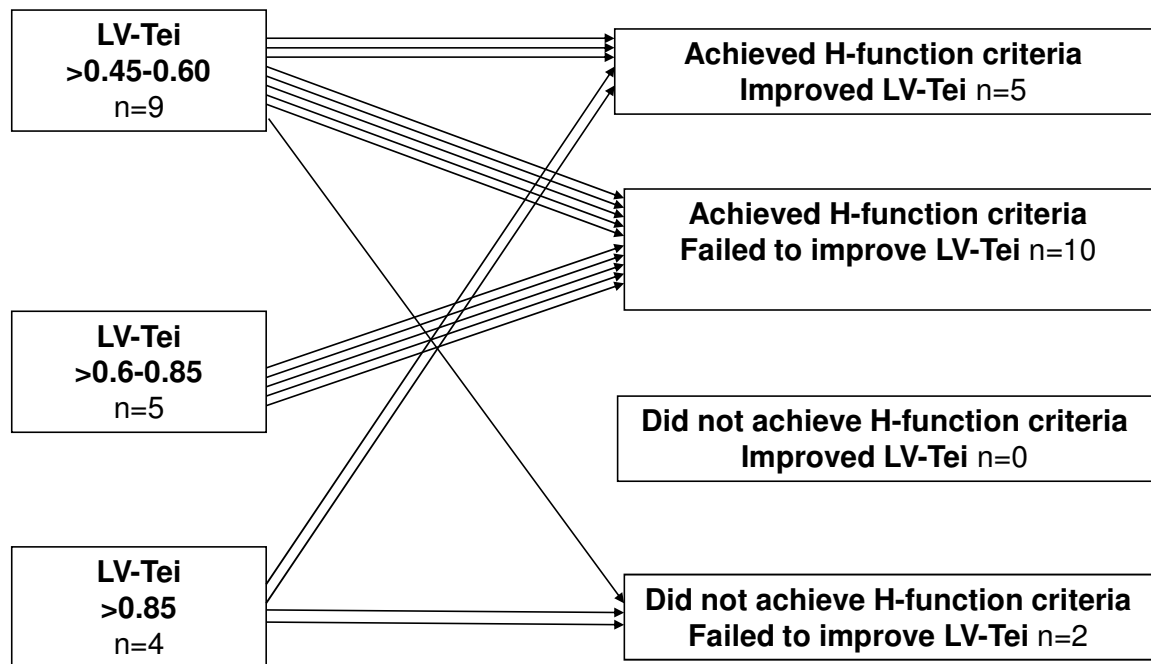 LV-Tei
>0.45-0.60
n=9
LV-Tei
>0.6-0.85
n=5
LV-Tei
>0.85
n=4
Achieved H-function criteria
Improved LV-Tei n=5
Achieved H-function criteria
Failed to improve LV-Tei n=10
Did not achieve H-function criteria
Improved LV-Tei n=0
Did not achieve H-function criteria
Failed to improve LV-Tei n=2